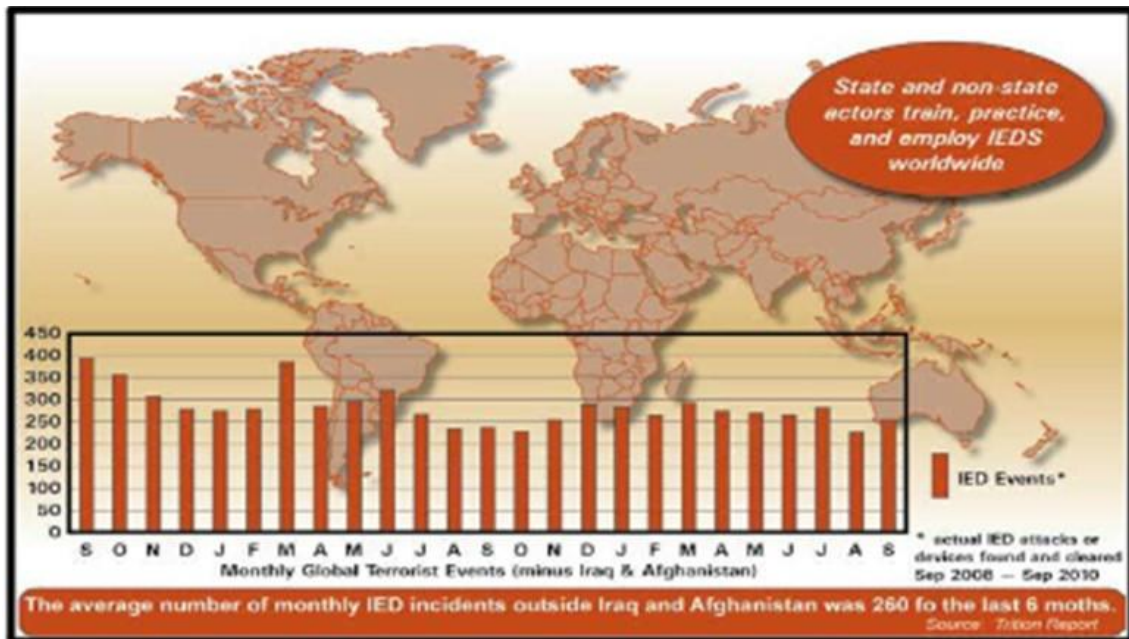 State and non-state
actors train, practice,
and employ IEDS
worldwide
450
400
350
300
250
200
150
100
50
0
S O N D J F M A M J J A S O N D J F M A M J J A S
Monthly Global Terrorist Events (minus Iraq & Afghanistan)
IED Events*
* actual IED attacks or
devices found and cleared
Sep 2008 — Sep 2010
The average number of monthly IED incidents outside Iraq and Afghanistan was 260 fo the last 6 moths.
Source: Trition Report